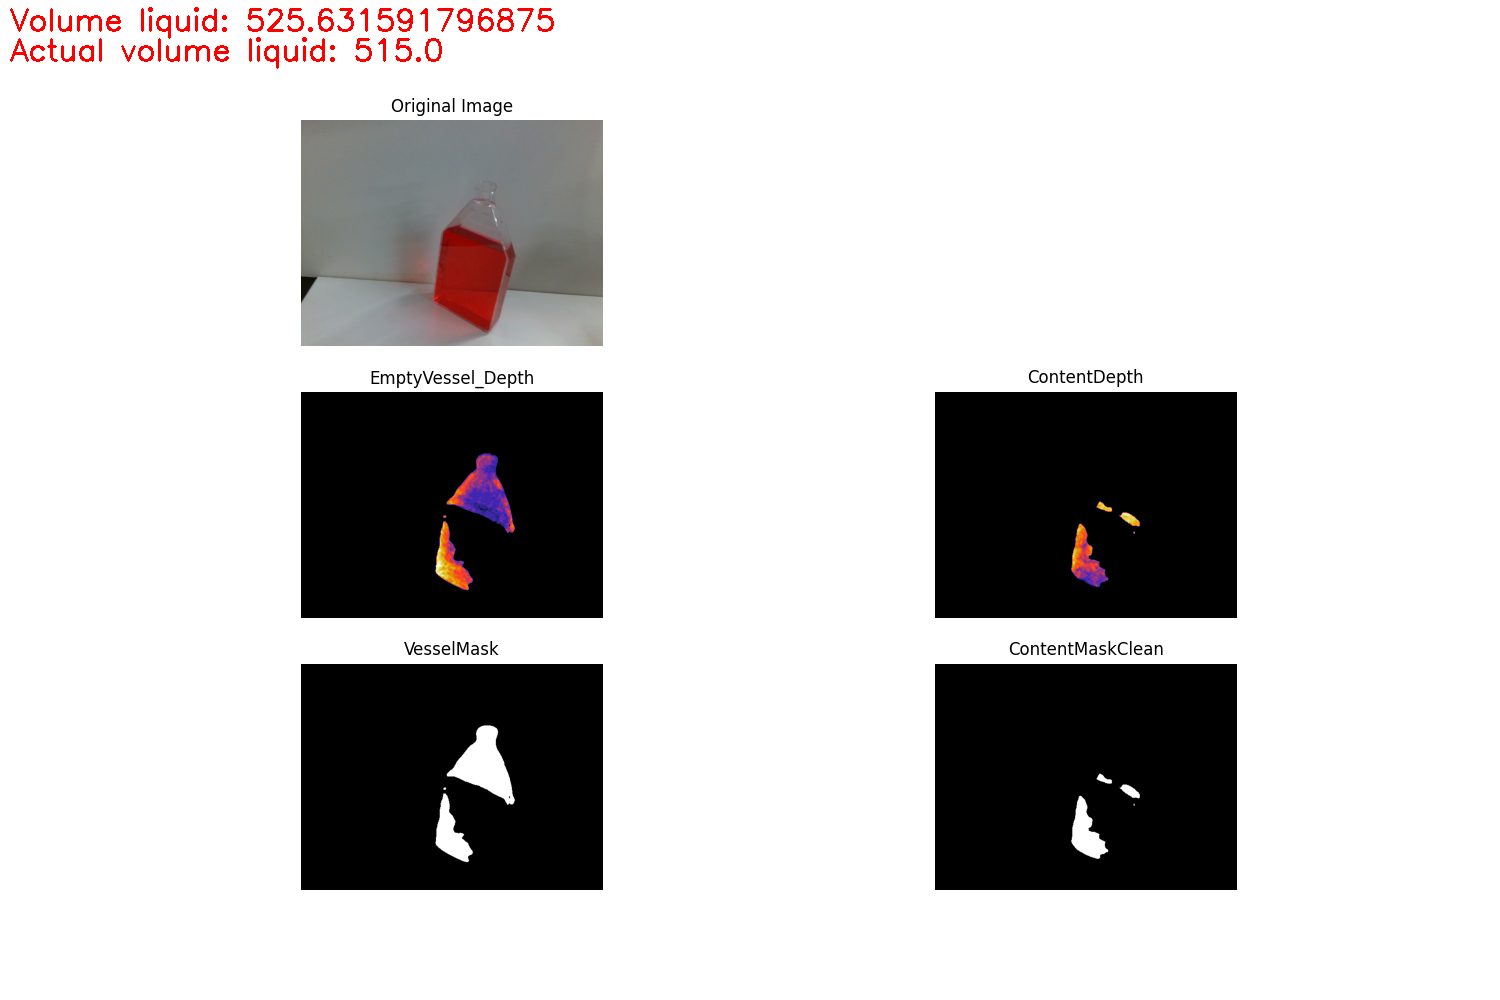 Volume liquid: 525.631591796875
Actual volume liquid: 515.0
Original Image
EmptyVessel_Depth
ContentDepth
VesselMask
ContentMaskClean